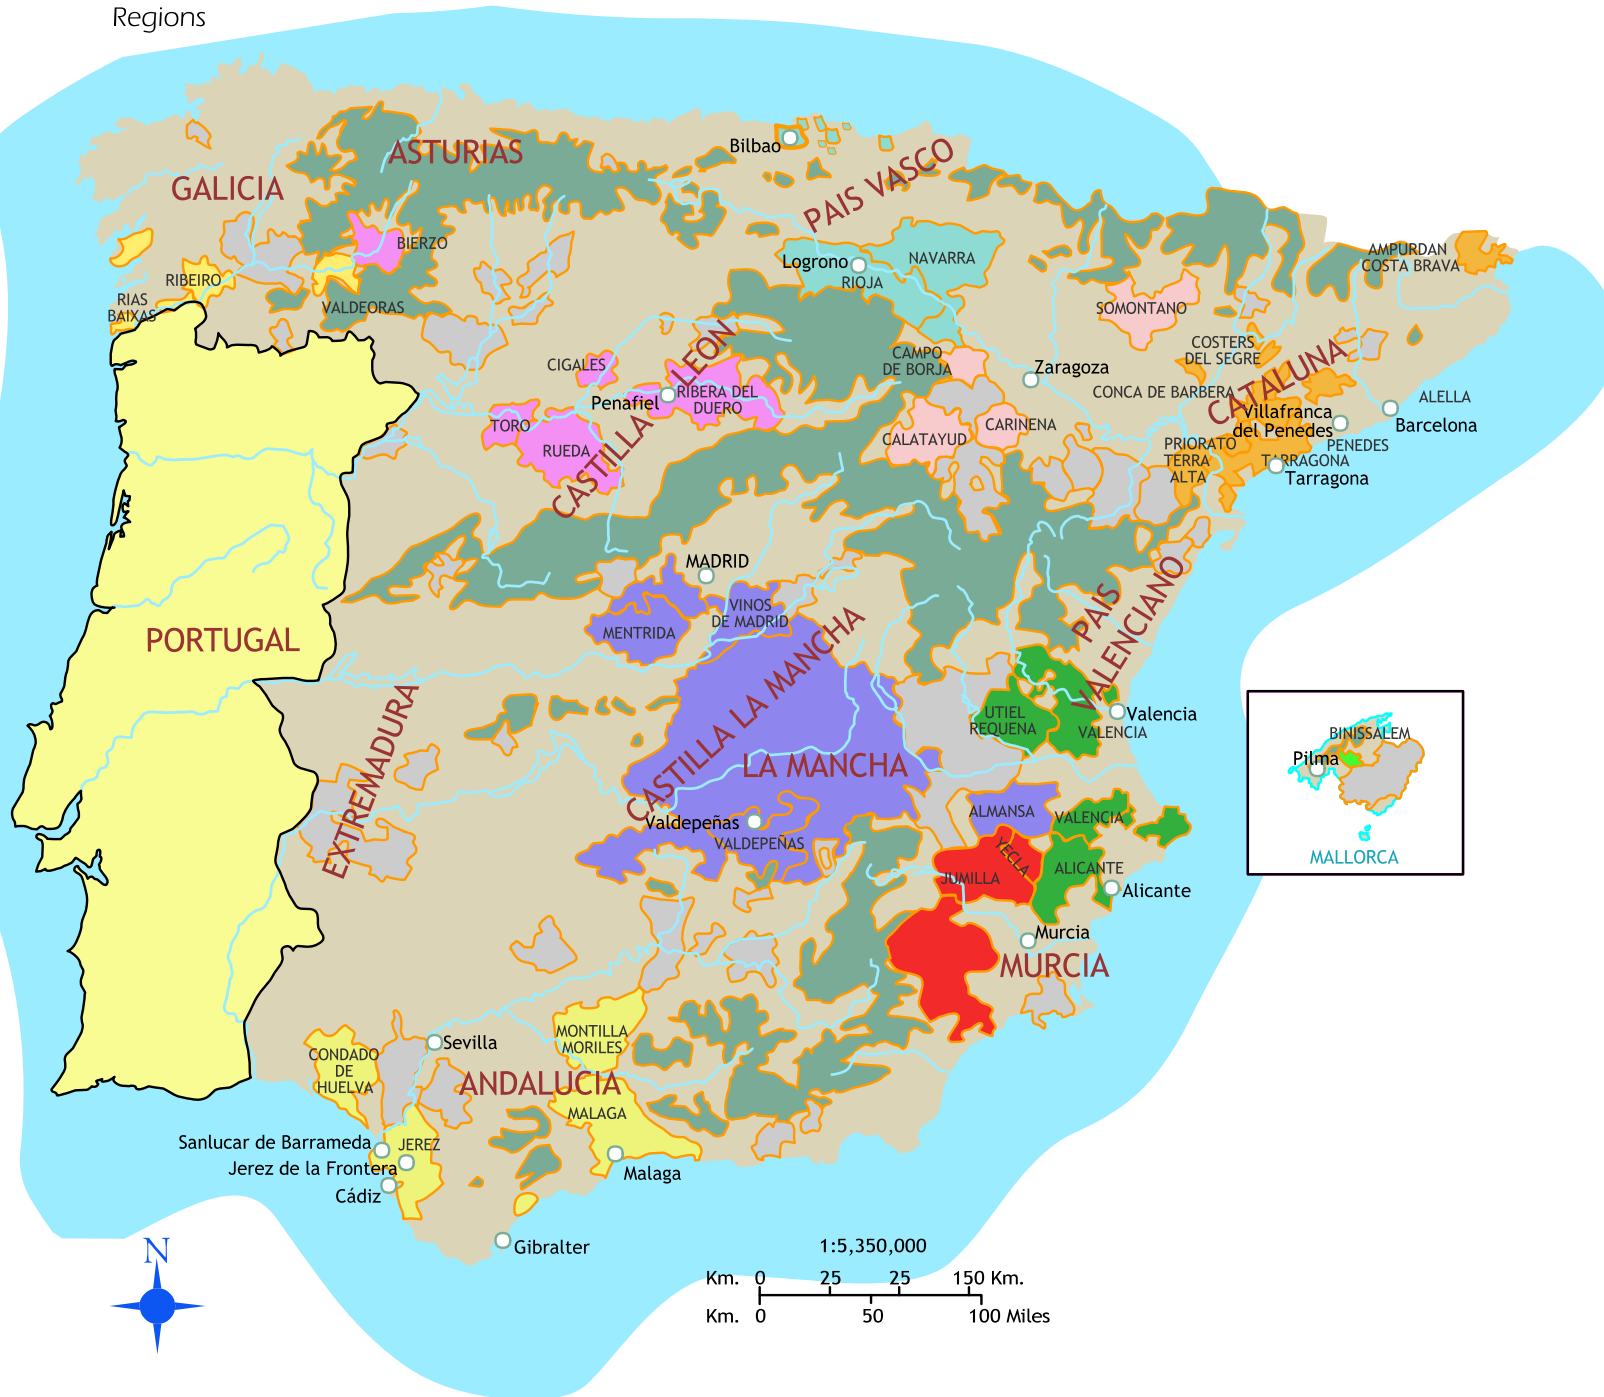 Regions
Bilbao
ASTURIAS
PAIS VASCO
GALICIA
BIERZO
AMPURDAN
COSTA BRAVA
Logrono
NAVARRA
RIOJA
RIBEIRO
RIAS
BAIXAS
VALDEORAS
SOMONTANO
COSTERS
DEL SEGRE
CIGALES
CAMPO
DE BORJA
Zaragoza
CONCA DE BARBERA
CATALUNA
ALELLA
Penafiel
RIBERA DEL
DUERO
CASTILLA LEON
TORO
RUEDA
CALATAYUD
CARINENA
Villafranca
del Penedes
Barcelona
PRIORATO
TERRA
ALTA
PENEDES
TARRAGONA
Tarragona
MADRID
VINOS
DE MADRID
MENTRIDA
PORTUGAL
PAIS
VALENCIANO
CASTILLA LA MANCHA
EXTREMADURA
UTIEL
REQUENA
Valencia
VALENCIA
LA MANCHA
BINISSALEM
Pilma
MALLORCA
Valdepeñas
VALDEPEÑAS
ALMANSA
VALENCIA
YECLA
JUMILLA
ALICANTE
Alicante
Murcia
MURCIA
MONTILLA
MORILES
Sevilla
CONDADO
DE
HUELVA
ANDALUCIA
MALAGA
Sanlucar de Barrameda
JEREZ
Jerez de la Frontera
Cádiz
Malaga
Gibralter
N
1:5,350,000
Km. 0 25 25 150 Km.
Km. 0 50 100 Miles